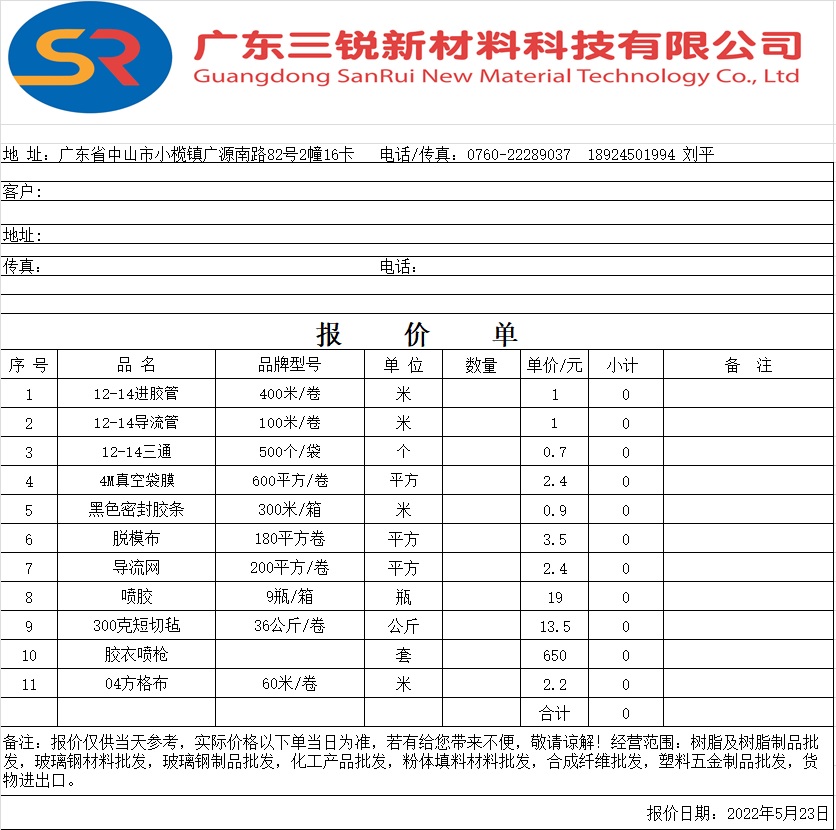 SR
广东三锐新材料科技有限公司
Guangdong SanRui New Material Technology Co., Ltd
地 址：广东省中山市小榄镇广源南路82号2幢16卡 电话/传真：0760-22289037 18924501994 刘平
客户：
地址：
传真： 电话：
报 价 单
序 号 品 名 品牌型号 单 位 数量 单价/元 小计 备 注
1 12-14进胶管 400米/卷 米 1 0
2 12-14导流管 100米/卷 米 1 0
3 12-14三通 500个/袋 个 0.7 0
4 4M真空袋膜 600平方/卷 平方 2.4 0
5 黑色密封胶条 300米/箱 米 0.9 0
6 脱模布 180平方卷 平方 3.5 0
7 导流网 200平方/卷 平方 2.4 0
8 喷胶 9瓶/箱 瓶 19 0
9 300克短切毡 36公斤/卷 公斤 13.5 0
10 胶衣喷枪 套 650 0
11 04方格布 60米/卷 米 2.2 0
合计 0
备注：报价仅供当天参考，实际价格以下单当日为准，若有给您带来不便，敬请谅解！经营范围：树脂及树脂制品批
发，玻璃钢材料批发，玻璃钢制品批发，化工产品批发，粉体填料材料批发，合成纤维批发，塑料五金制品批发，货
物进出口。
报价日期：2022年5月23日